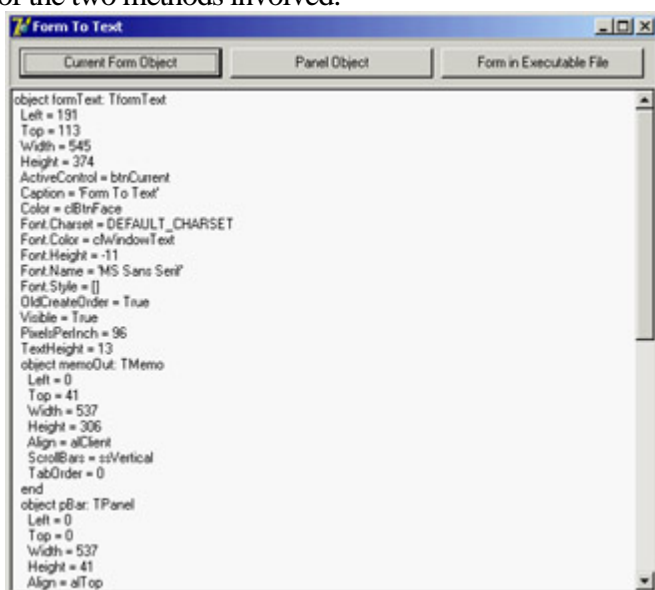 of the two methods involved.
Form To Text
Current Form Object Panel Object Form in Executable File
object formText: TformText
Left = 191
Top = 113
Width = 545
Height = 374
ActiveControl = btnCurrent
Caption = 'Form To Text'
Color = clBtnFace
Font.Charset = DEFAULT_CHARSET
Font.Color = clWindowText
Font.Height = -11
Font.Name = 'MS Sans Serif'
Font.Style = []
OldCreateOrder = True
Visible = True
PixelsPerInch = 96
TextHeight = 13
object memoOut: TMemo
Left = 0
Top = 41
Width = 537
Height = 306
Align = alClient
ScrollBars = ssVertical
TabOrder = 0
end
object pBar: TPanel
Left = 0
Top = 0
Width = 537
Height = 41
Align = alTop